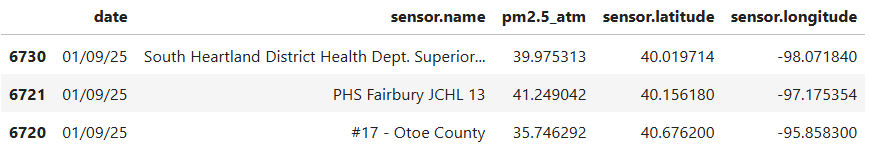 date sensor.name pm2.5_atm sensor.latitude sensor.longitude
6730 01/09/25 South Heartland District Health Dept. Superior... 39.975313 40.019714 -98.071840
6721 01/09/25 PHS Fairbury JCHL 13 41.249042 40.156180 -97.175354
6720 01/09/25 #17 - Otoe County 35.746292 40.676200 -95.858300